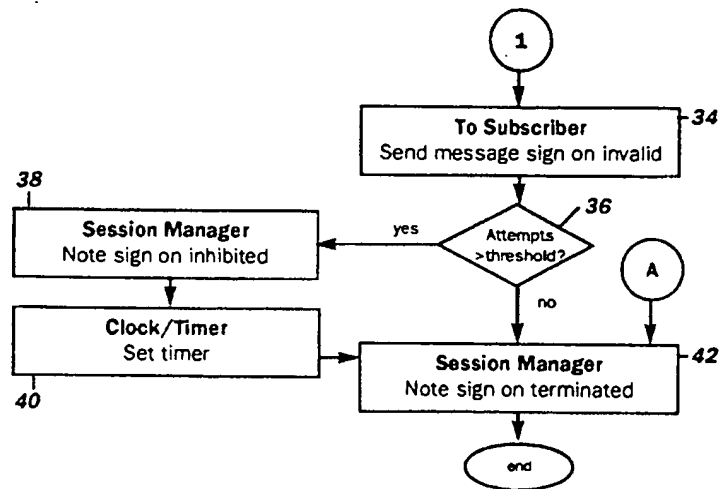 1
34
To Subscriber
Send message sign on invalid
36
Attempts
>threshold?
yes
no
38
Session Manager
Note sign on inhibited
A
Clock/Timer
Set timer
40
42
Session Manager
Note sign on terminated
end